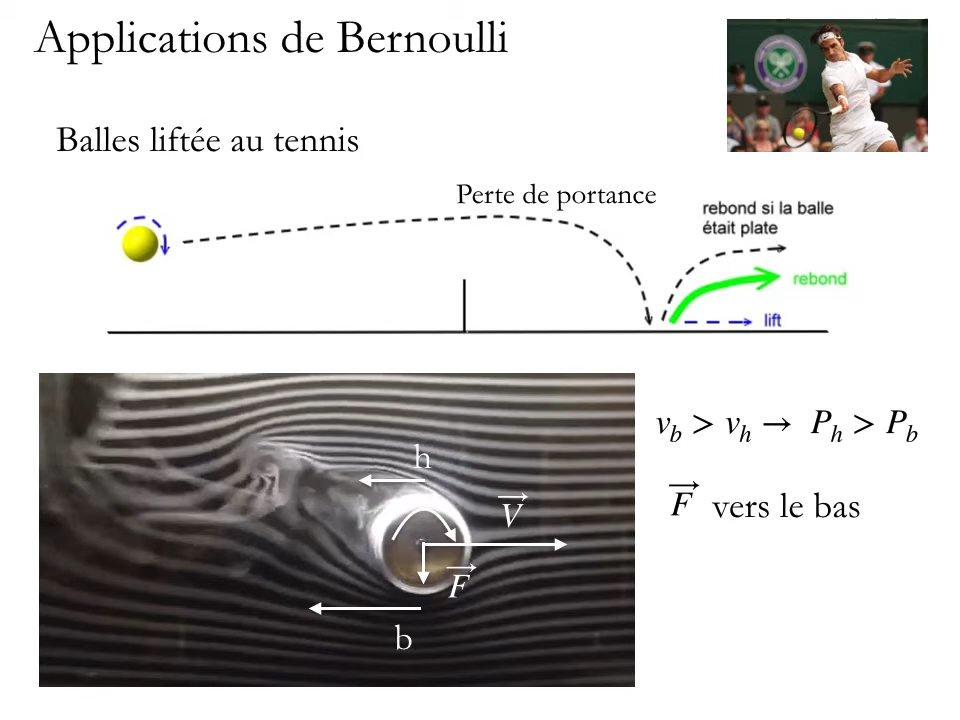 Applications de Bernoulli
Balles liftée au tennis
Perte de portance
rebond si la balle
était plate
rebond
lift
h
V
F
b
v_b > v_h → P_h > P_b
F vers le bas